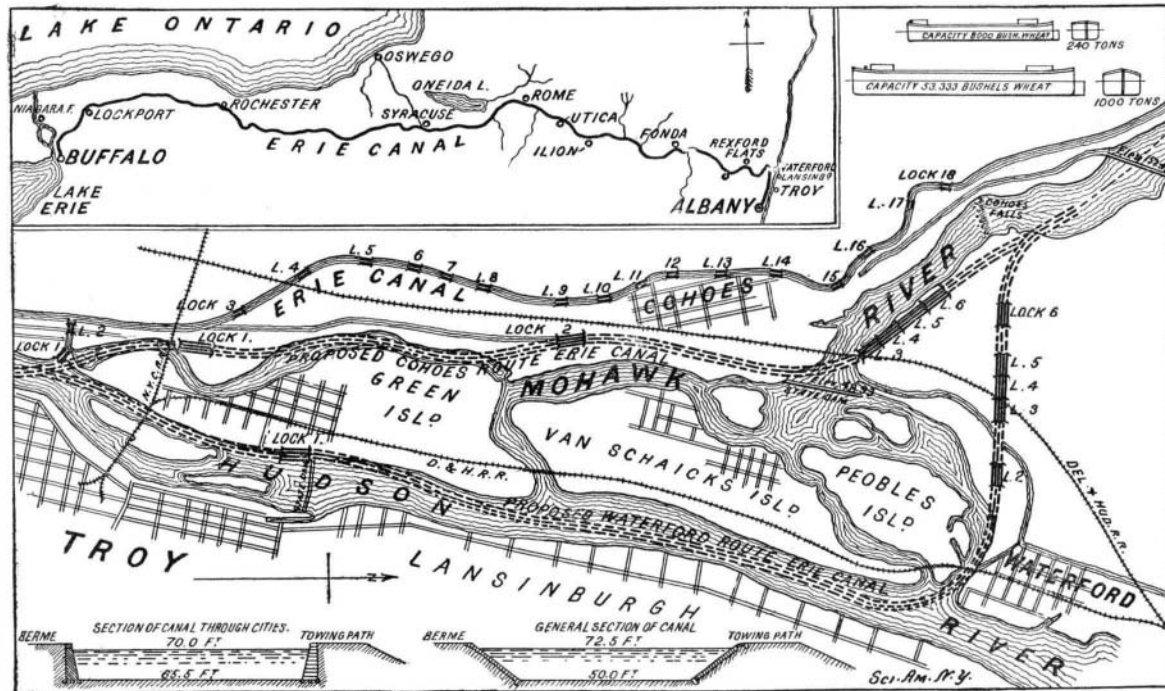 LAKE ONTARIO
OSWEGO
ONEIDA L.
ROME
NIAGARA F.
LOCKPORT
ROCHESTER
SYRACUSE
UTICA
ERIE CANAL
ILION
FONDA
REXFORD
FLATS
BUFFALO
WATERFORD
LANSING
TROY
LAKE
ERIE
ALBANY
CAPACITY 8000 BUSH. WHEAT
240 TONS
CAPACITY 33,333 BUSHELS WHEAT
1000 TONS
LOCK 18
L.-17
COHOES
FALLS
L.16
15
L.14
L.13
12
L.11
L.10
L.9
L.8
7
6
L.5
L.4
LOCK 3
ERIE CANAL
COHOES
RIVER
L.6
L.5
L.4
L.3
LOCK 6
L.5
L.4
L.3
L.2
L.2
LOCK 1
LOCK 1.
LOCK 2
PROPOSED COHOES ROUTE ERIE CANAL
GREEN
ISLD.
MOHAWK
STATE DAM
N.Y.C.R.R.
LOCK 1.
D. & H.R.R.
VAN SCHAICKS ISLD.
PEOBLES
ISLD.
DEL. & HUD. R.R.
HUDSON
PROPOSED WATERFORD ROUTE ERIE CANAL
WATERFORD
TROY
N
LANSINBURGH
RIVER
SECTION OF CANAL THROUGH CITIES.
BERME
70.0 FT
TOWING PATH
65.5 FT
GENERAL SECTION OF CANAL
BERME
72.5 FT
TOWING PATH
50.0 FT
SCI. AM. N.Y.